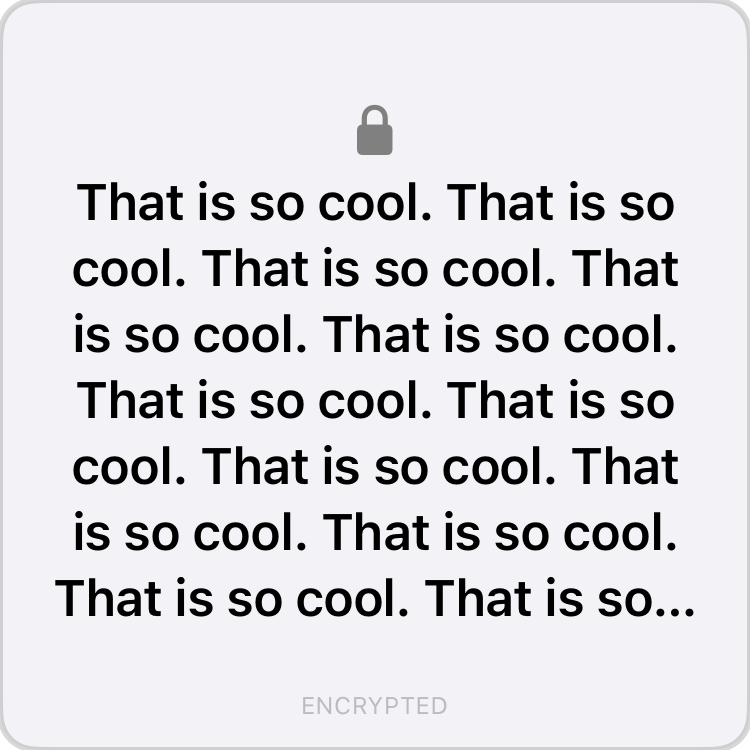 That is so cool. That is so
cool. That is so cool. That
is so cool. That is so cool.
That is so cool. That is so
cool. That is so cool. That
is so cool. That is so cool.
That is so cool. That is so...
ENCRYPTED